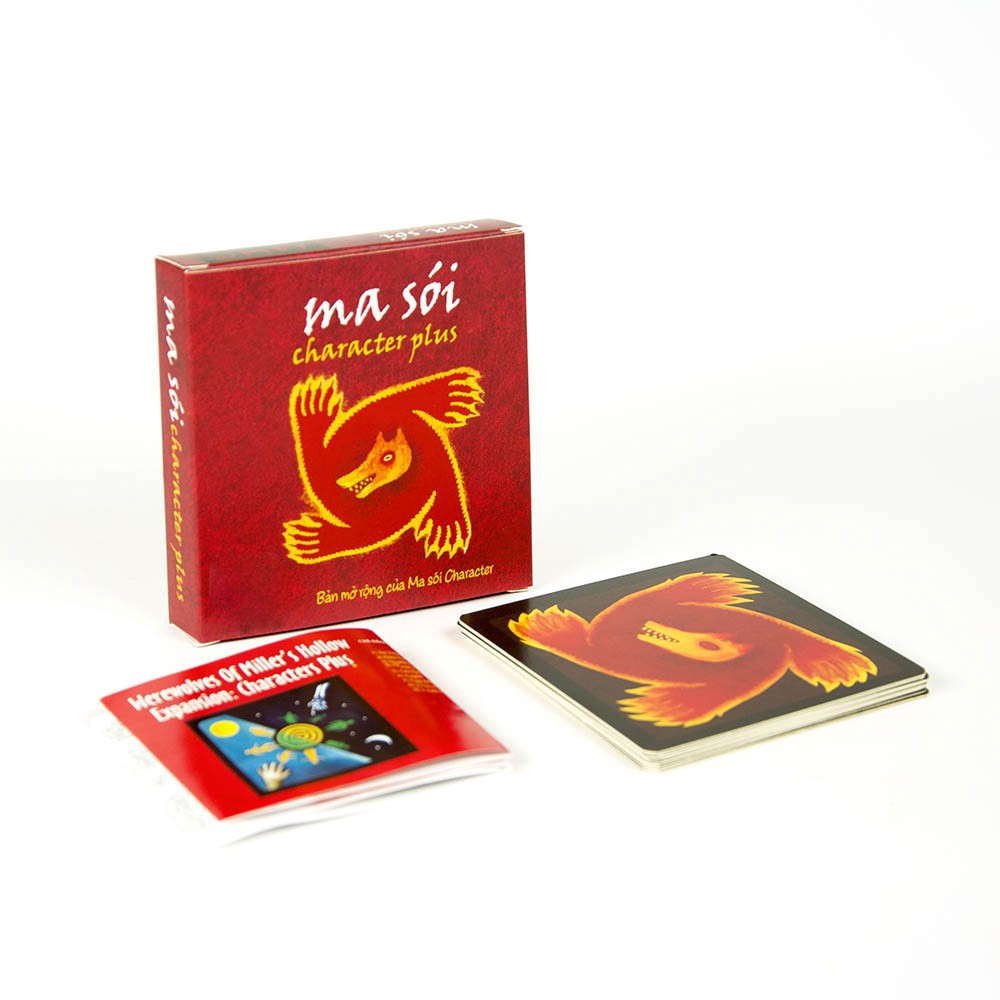 ma sói
ma sói
character plus
ma sói character plus
Bản mở rộng của Ma sói Character
Werewolves Of Miller's Hollow
Expansion: Characters Plus